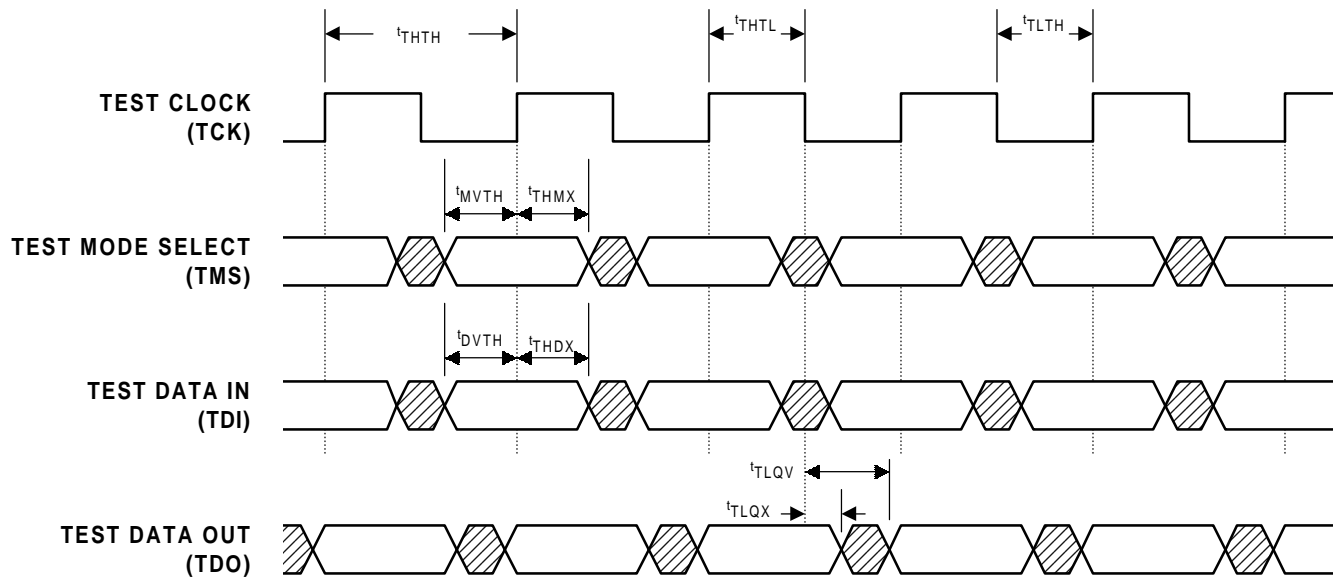 tTHTH
tTHTL
tTLTH
TEST CLOCK
(TCK)
tMVTH
tTHMX
TEST MODE SELECT
(TMS)
tDVTH
tTHDX
TEST DATA IN
(TDI)
tTLQV
tTLQX
TEST DATA OUT
(TDO)